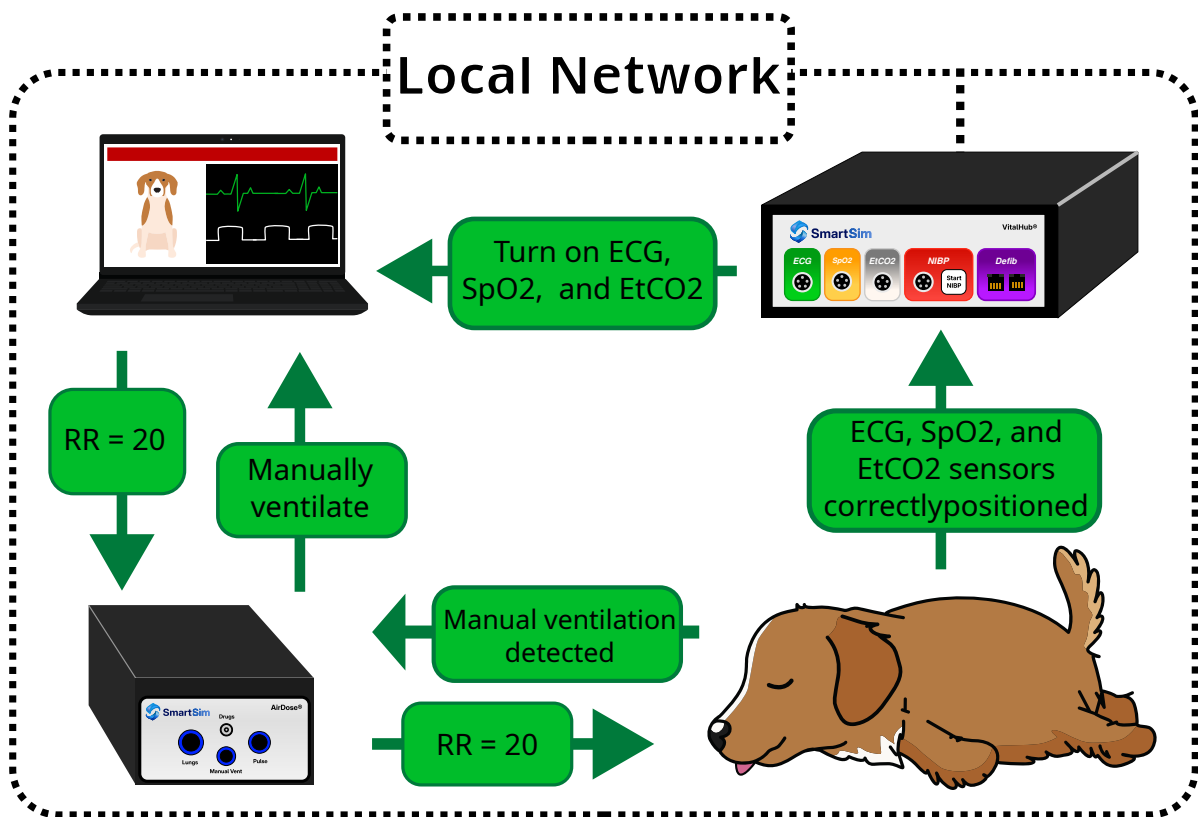 Local Network
Turn on ECG,
SpO2,  and EtCO2
SmartSim
VitalHub®
ECG
SpO2
EtCO2
NIBP
Start
NIBP
Defib
RR = 20
Manually
ventilate
ECG, SpO2, and
EtCO2 sensors
correctlypositioned
Manual ventilation
detected
RR = 20
SmartSim
AirDose®
Drugs
Lungs
Manual Vent
Pulse